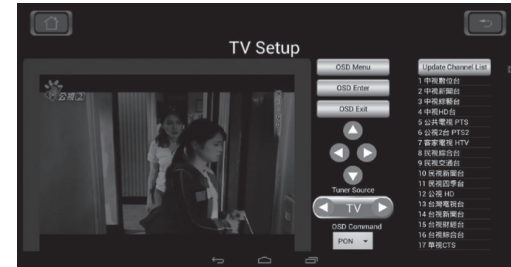 TV Setup
公視2
OSD Menu
OSD Enter
OSD Exit
Tuner Source
TV
OSD Command
PON
Update Channel List
1 中視數位台
2 中視新聞台
3 中視綜藝台
4 中視HD台
5 公共電視 PTS
6 公視2台 PTS2
7 客家電視 HTV
8 民視綜合台
9 民視交通台
10 民視新聞台
11 民視四季台
12 公視 HD
13 台灣電視台
14 台視新聞台
15 台視財經台
16 台視綜合台
17 華視CTS